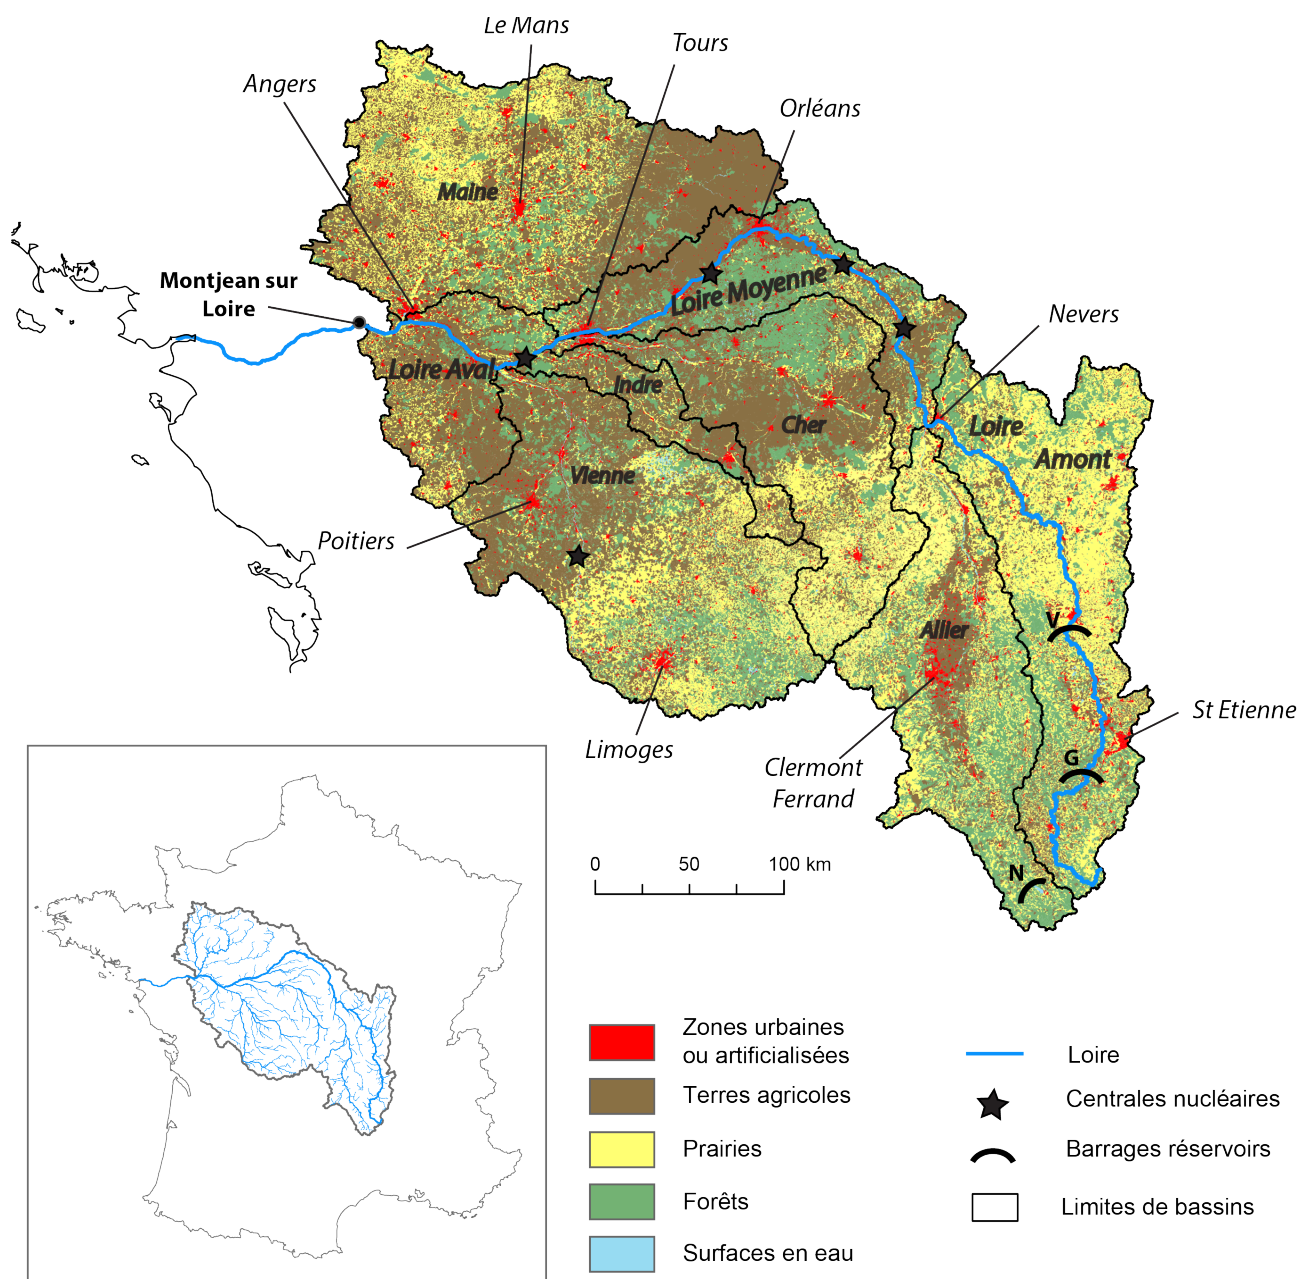 Le Mans
Tours
Angers
Orléans
Maine
Montjean sur
Loire
Loire Moyenne
Nevers
Loire Aval
Indre
Cher
Loire
Amont
Vienne
Poitiers
V
Allier
St Etienne
Limoges
Clermont
Ferrand
G
N
0 50 100 km
Zones urbaines
ou artificialisées
Terres agricoles
Prairies
Forêts
Surfaces en eau
Loire
Centrales nucléaires
Barrages réservoirs
Limites de bassins